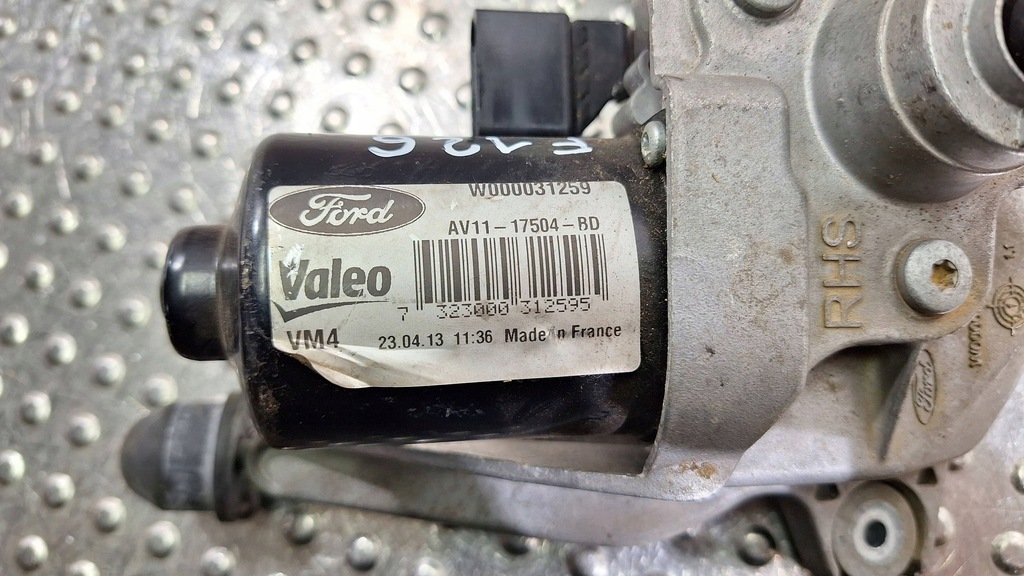 E126
Ford
W000031259
AV11-17504-BD
Valeo
7 323000 312595
VM4 23.04.13 11:36 Made in France
RHS